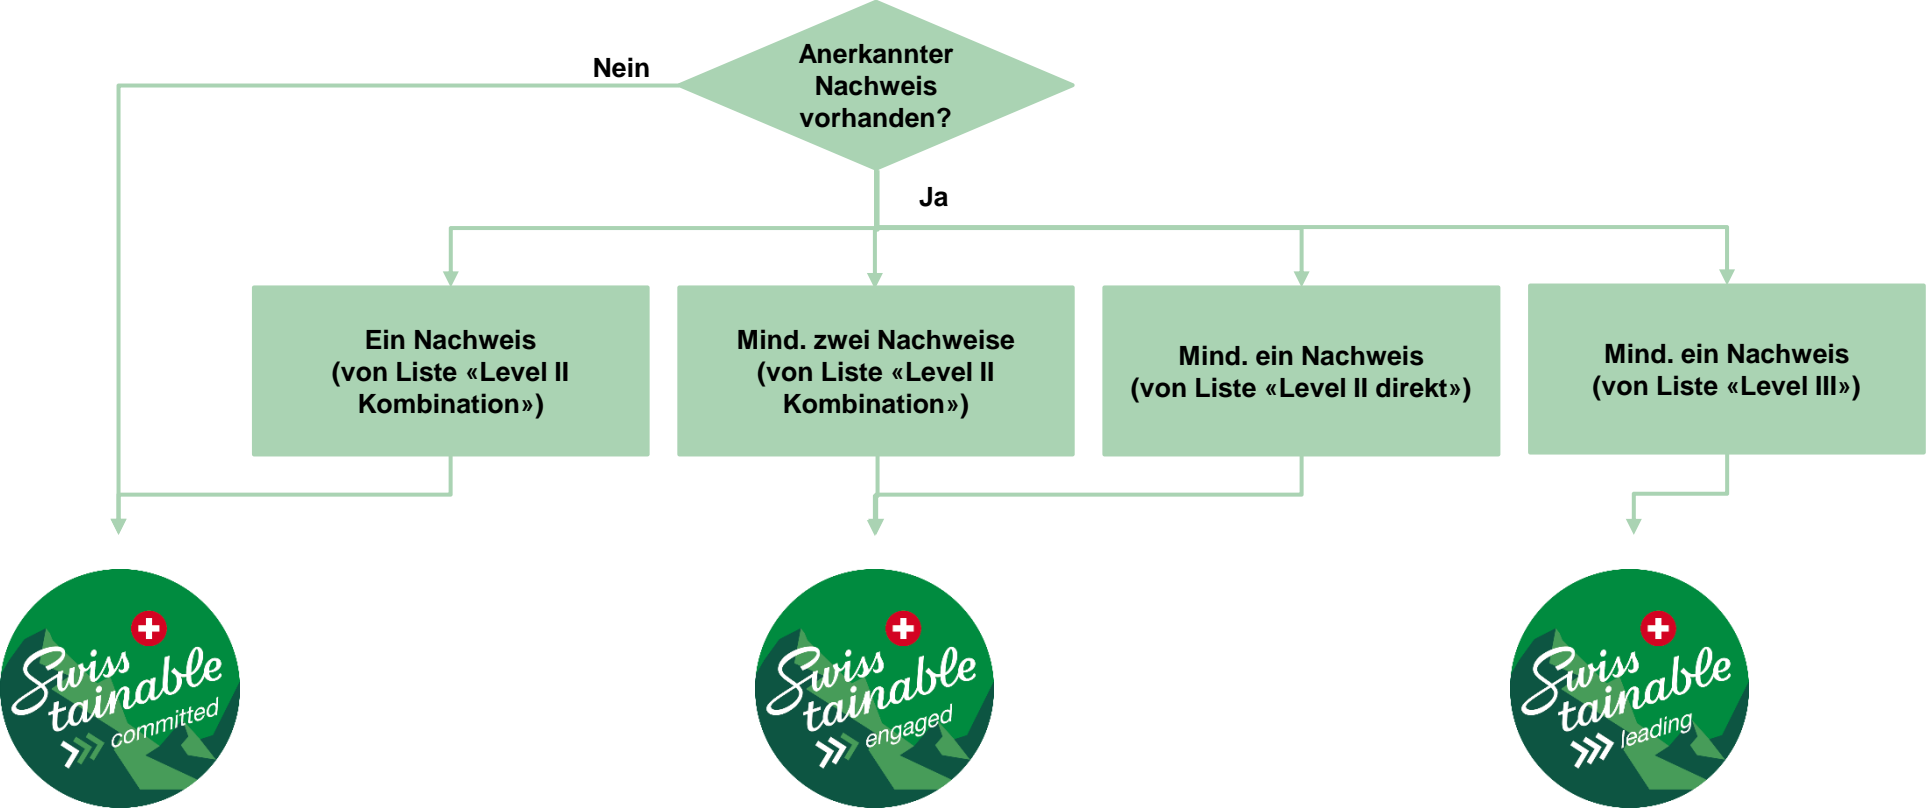 Anerkannter
Nachweis
vorhanden?
Nein
Ja
Ein Nachweis
(von Liste «Level II
Kombination»)
Mind. zwei Nachweise
(von Liste «Level II
Kombination»)
Mind. ein Nachweis
(von Liste «Level II direkt»)
Mind. ein Nachweis
(von Liste «Level III»)
Swiss
tainable
committed
Swiss
tainable
engaged
Swiss
tainable
leading